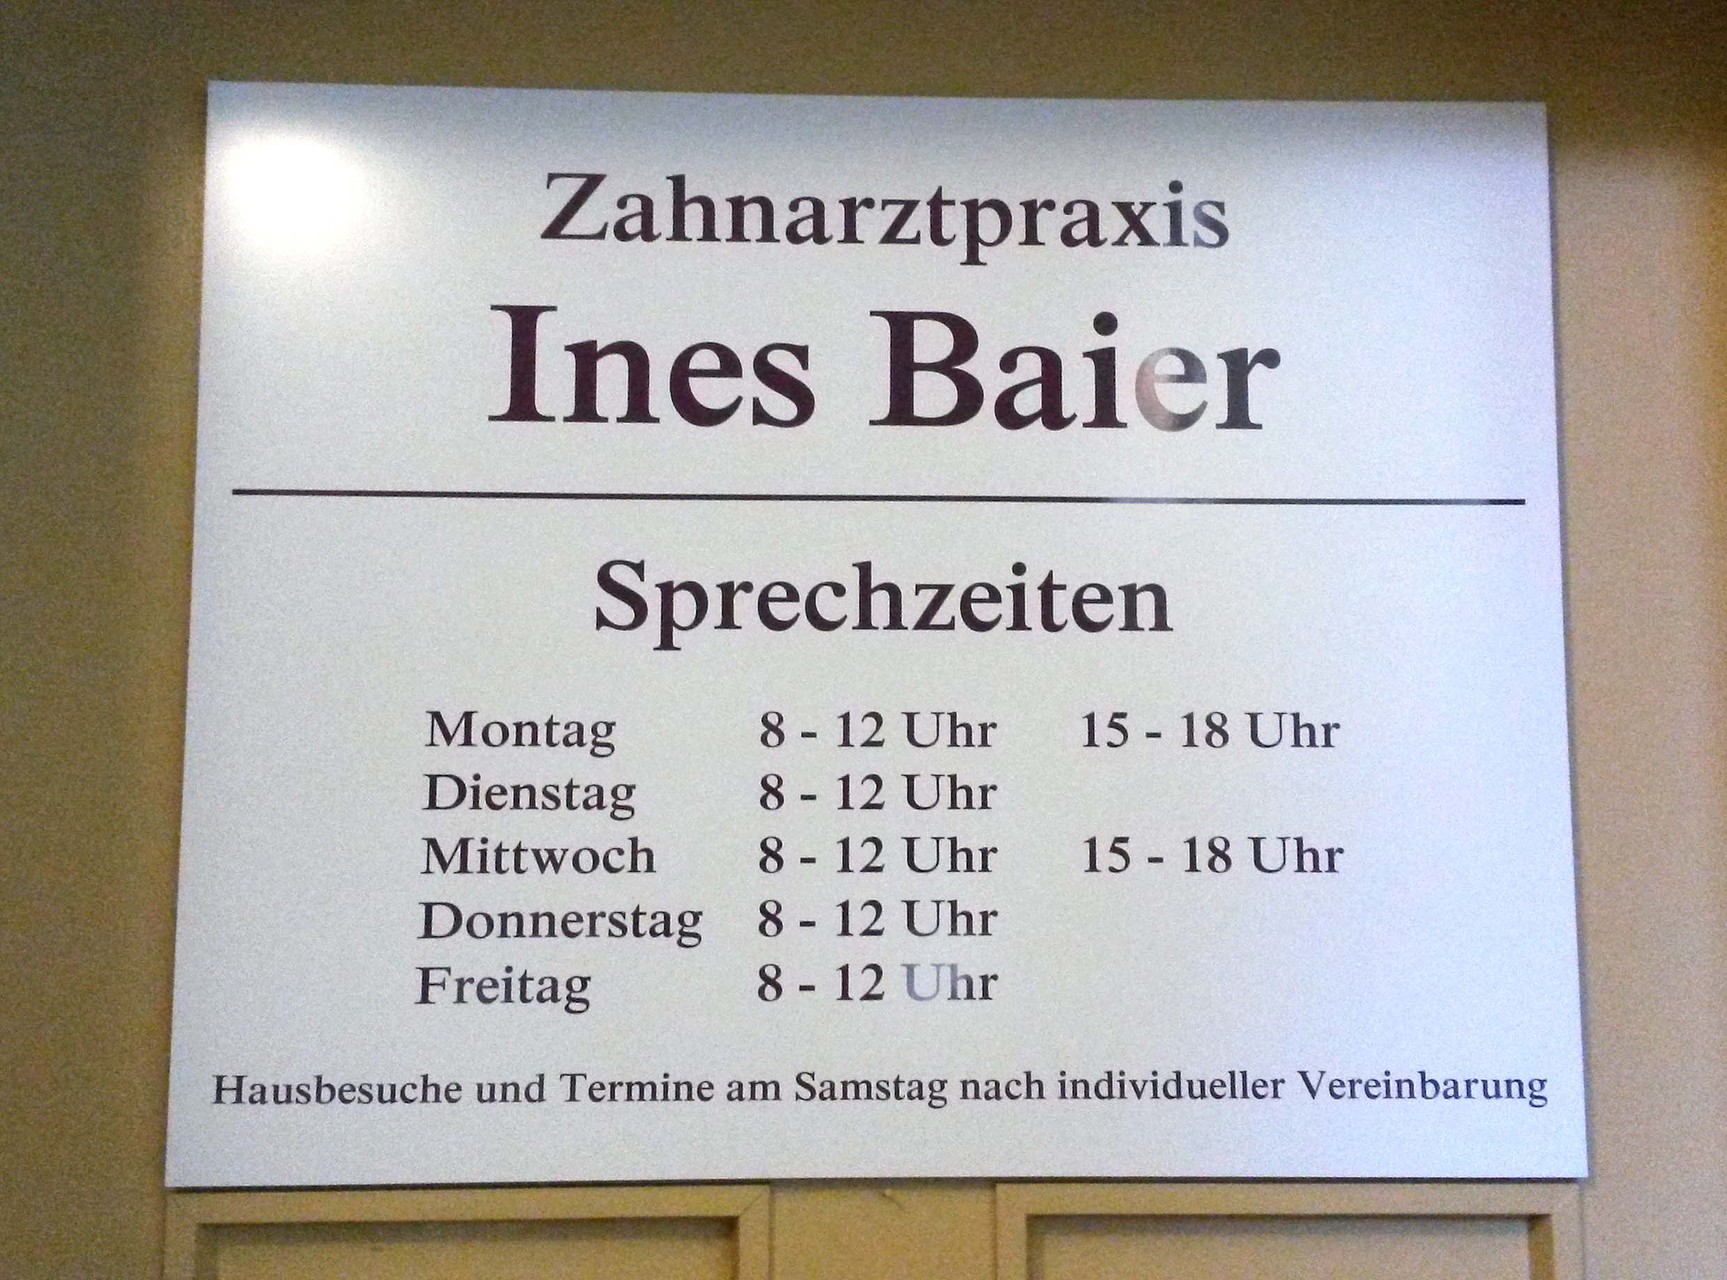 Zahnarztpraxis
Ines Baier
Sprechzeiten
Montag 8 - 12 Uhr 15 - 18 Uhr
Dienstag 8 - 12 Uhr
Mittwoch 8 - 12 Uhr 15 - 18 Uhr
Donnerstag 8 - 12 Uhr
Freitag 8 - 12 Uhr
Hausbesuche und Termine am Samstag nach individueller Vereinbarung